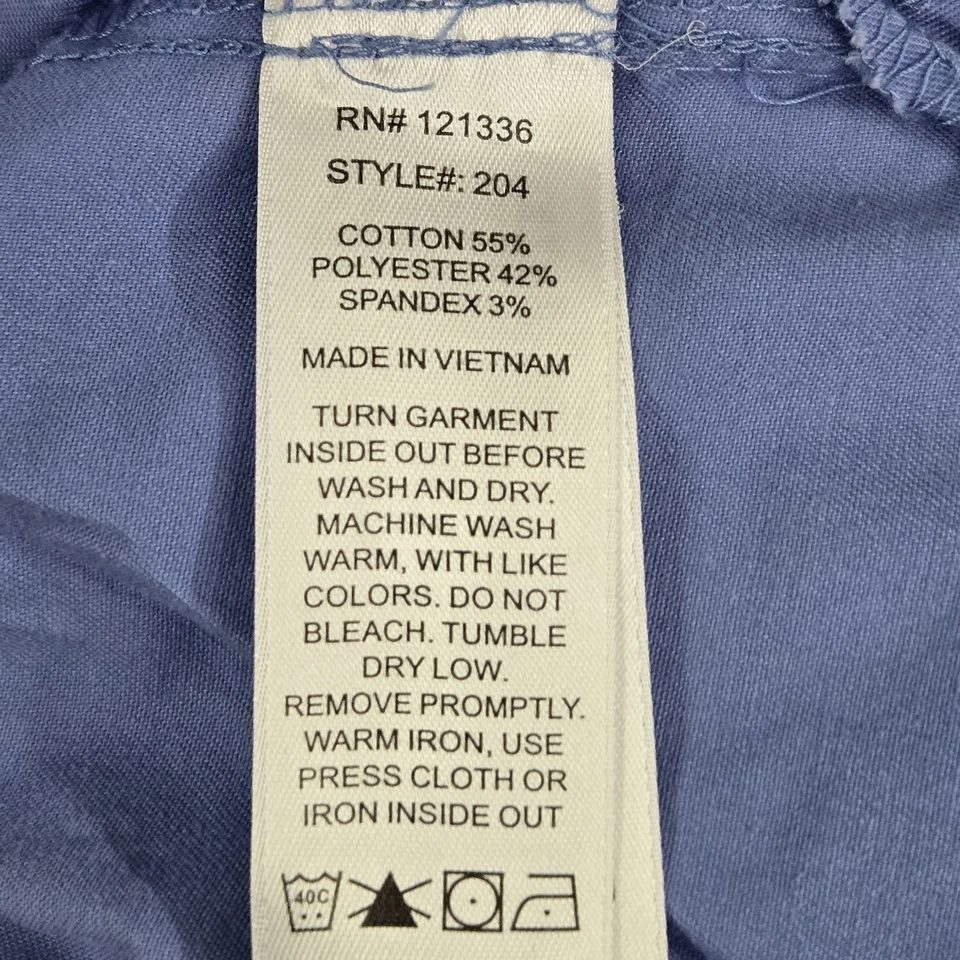 RN# 121336
STYLE#: 204
COTTON 55%
POLYESTER 42%
SPANDEX 3%
MADE IN VIETNAM
TURN GARMENT
INSIDE OUT BEFORE
WASH AND DRY.
MACHINE WASH
WARM, WITH LIKE
COLORS. DO NOT
BLEACH. TUMBLE
DRY LOW.
REMOVE PROMPTLY.
WARM IRON, USE
PRESS CLOTH OR
IRON INSIDE OUT
40C